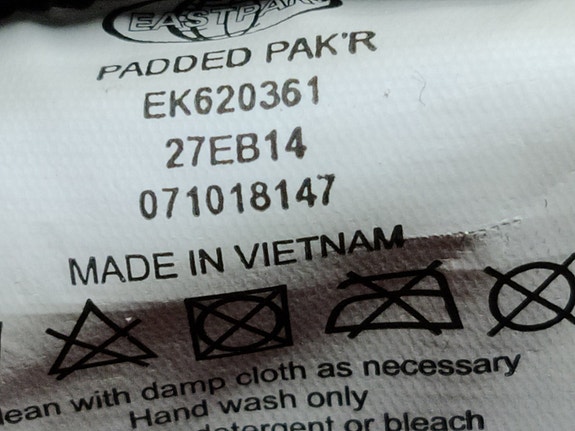 EASTPAK
PADDED PAK'R
EK620361
27EB14
071018147
MADE IN VIETNAM
lean with damp cloth as necessary
Hand wash only
detergent or bleach